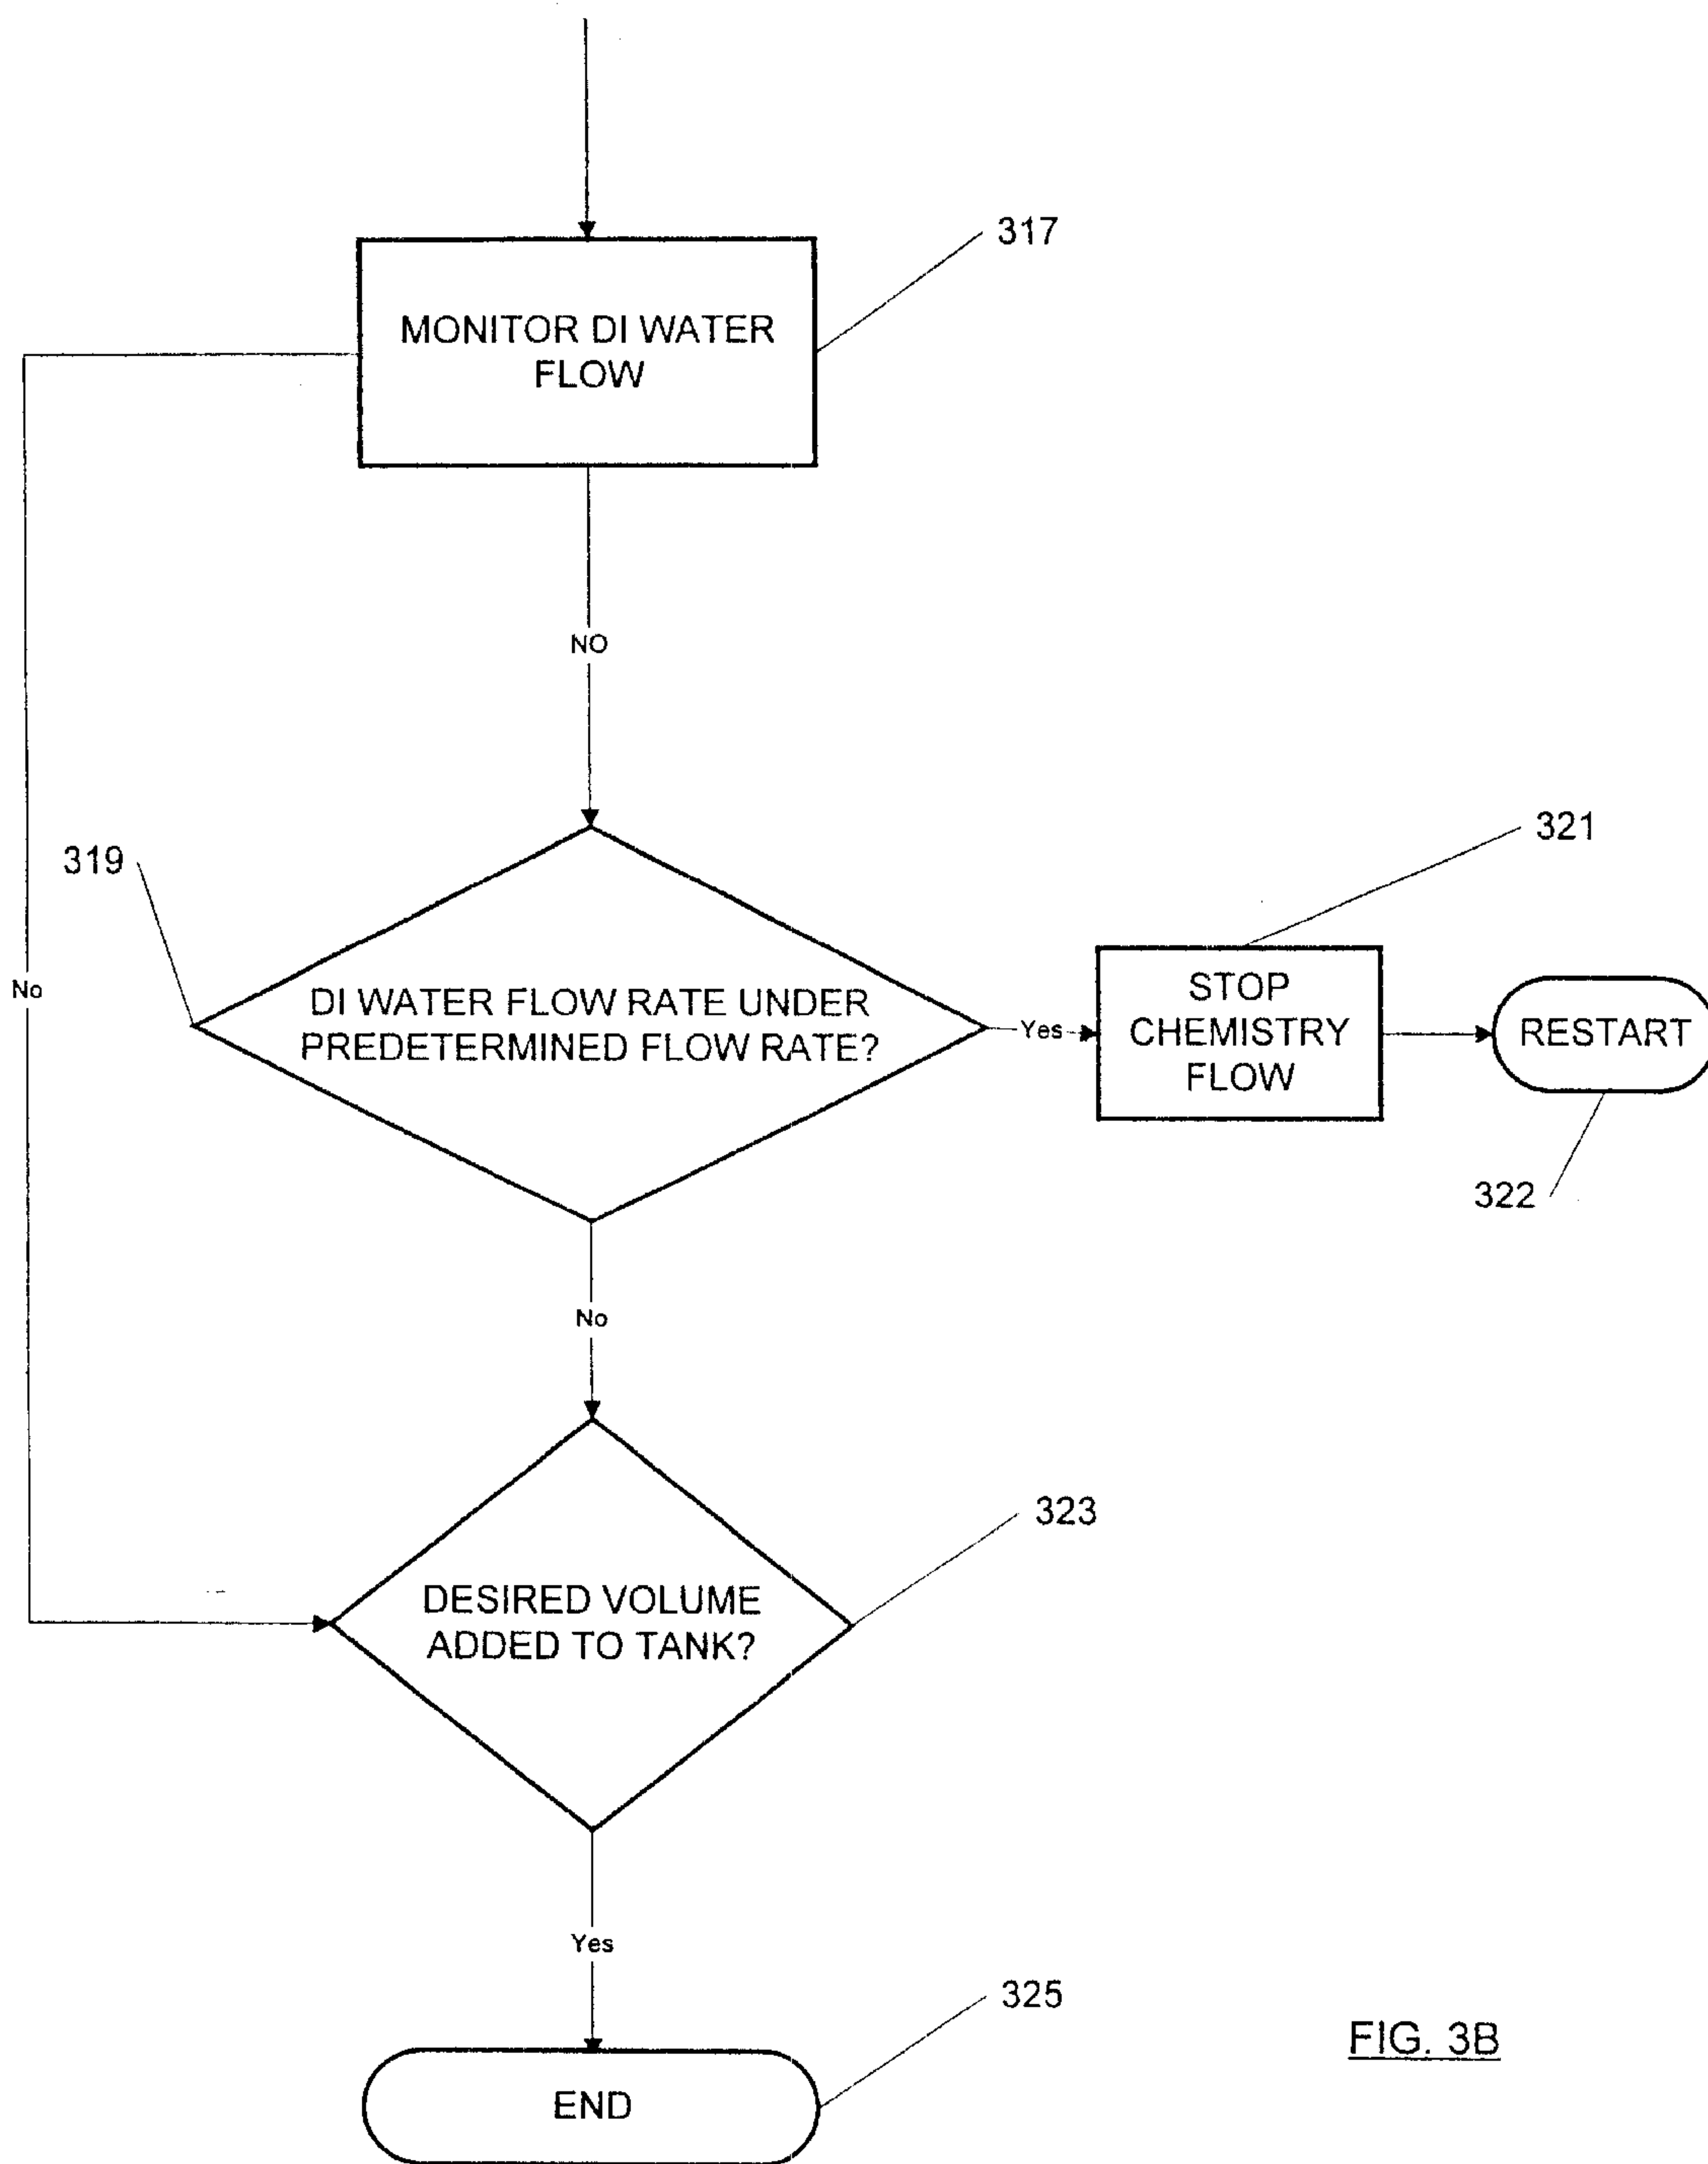 317
MONITOR DI WATER
FLOW
NO
319
321
No
DI WATER FLOW RATE UNDER
PREDETERMINED FLOW RATE?
Yes
STOP
CHEMISTRY
FLOW
RESTART
322
No
323
DESIRED VOLUME
ADDED TO TANK?
Yes
325
END
FIG. 3B